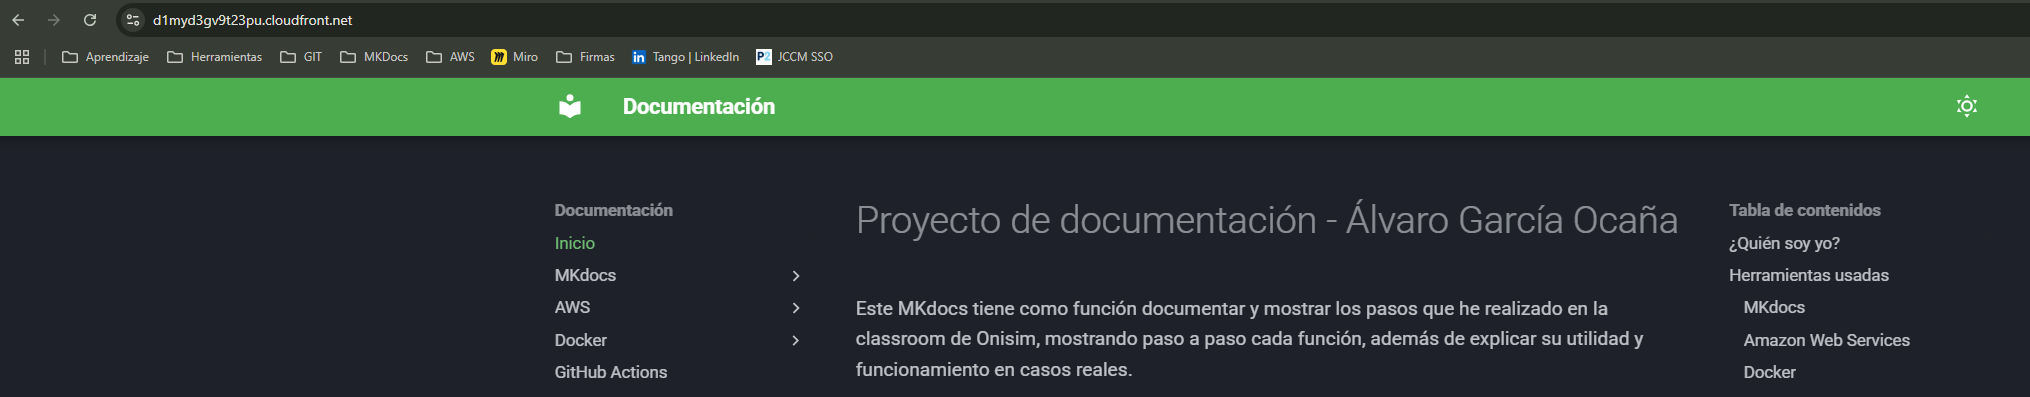 d1myd3gv9t23pu.cloudfront.net
Aprendizaje Herramientas GIT MKDocs AWS Miro Firmas in Tango | LinkedIn P2 JCCM SSO
Documentación
Documentación
Inicio
MKdocs
AWS
Docker
GitHub Actions
Proyecto de documentación - Álvaro García Ocaña
Este MKdocs tiene como función documentar y mostrar los pasos que he realizado en la
classroom de Onisim, mostrando paso a paso cada función, además de explicar su utilidad y
funcionamiento en casos reales.
Tabla de contenidos
¿Quién soy yo?
Herramientas usadas
MKdocs
Amazon Web Services
Docker